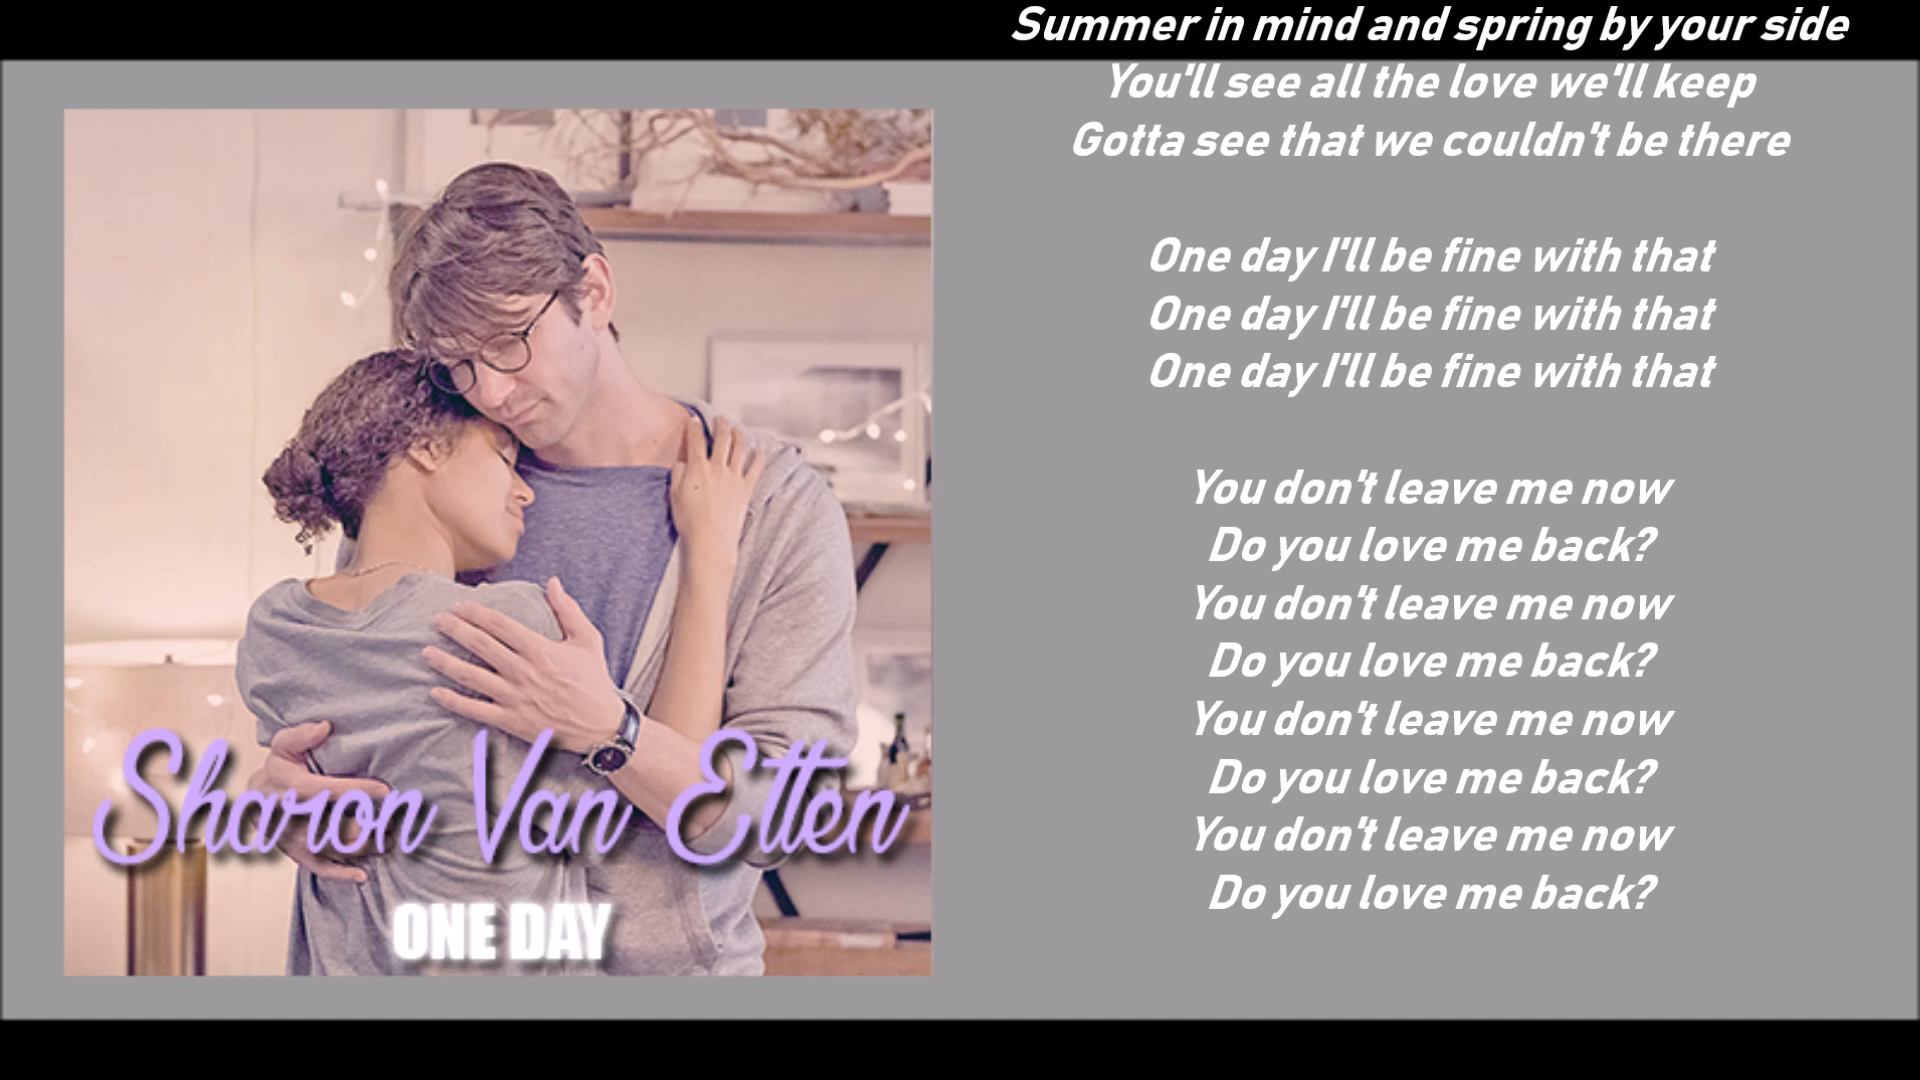 Summer in mind and spring by your side
You'll see all the love we'll keep
Gotta see that we couldn't be there
One day I'll be fine with that
One day I'll be fine with that
One day I'll be fine with that
You don't leave me now
Do you love me back?
You don't leave me now
Do you love me back?
You don't leave me now
Do you love me back?
You don't leave me now
Do you love me back?
Sharon Van Etten
ONE DAY